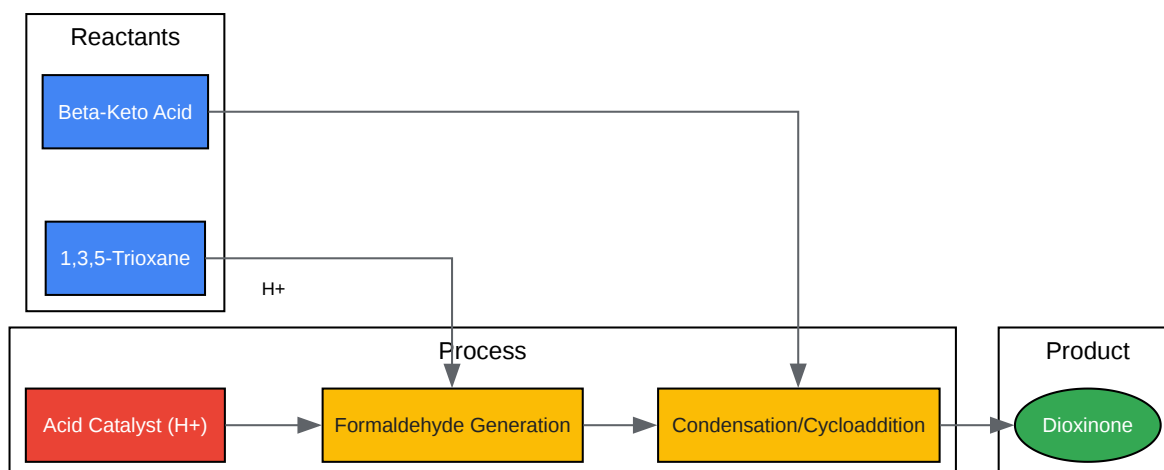 Reactants
Beta-Keto Acid
1,3,5-Trioxane
H+
Process
Product
Acid Catalyst (H+)
Formaldehyde Generation
Condensation/Cycloaddition
Dioxinone